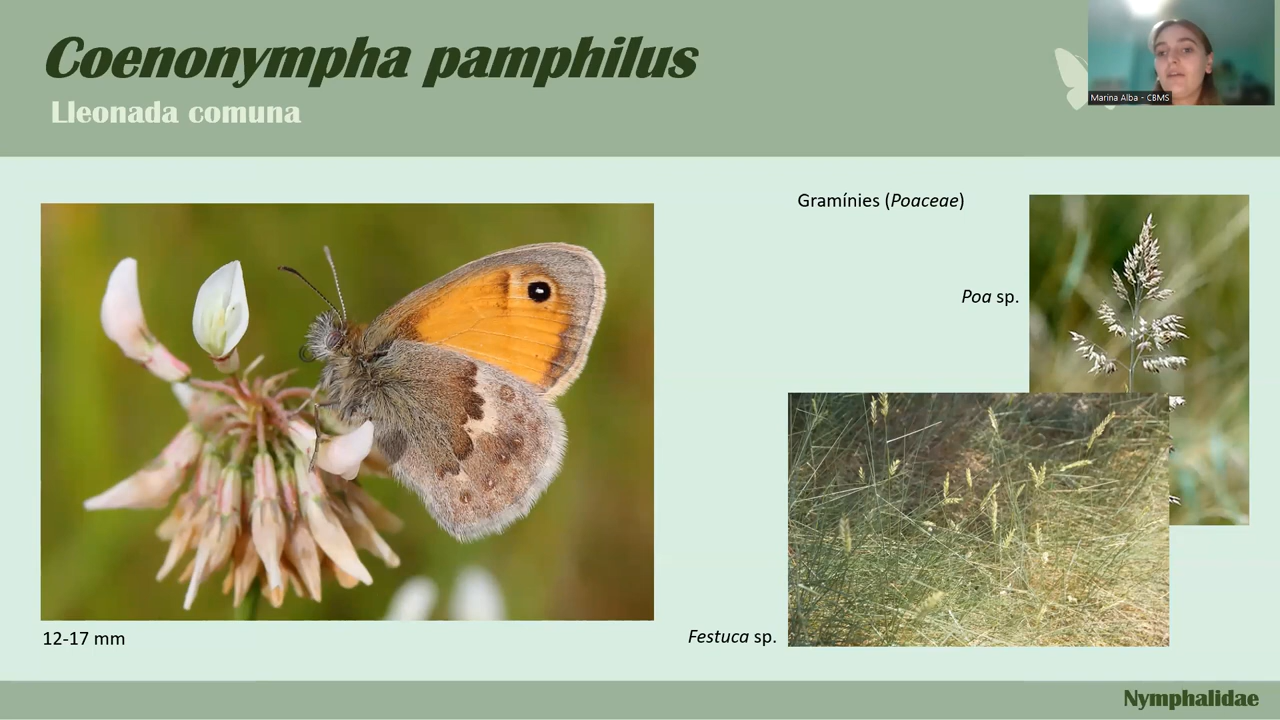 Coenonympha pamphilus
Lleonada comuna
Marina Alba - CBMS
Gramínies (Poaceae)
Poa sp.
Festuca sp.
12-17 mm
Nymphalidae